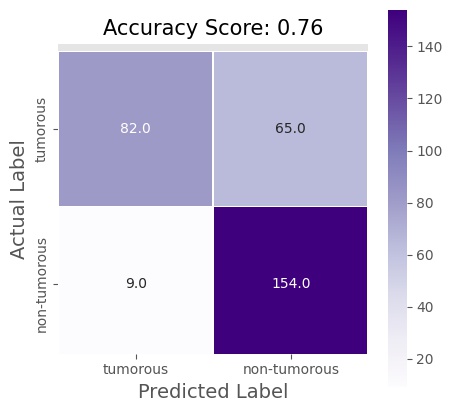 Accuracy Score: 0.76
140
120
100
80
60
40
20
Actual Label
tumorous
non-tumorous
82.0
65.0
9.0
154.0
tumorous
non-tumorous
Predicted Label